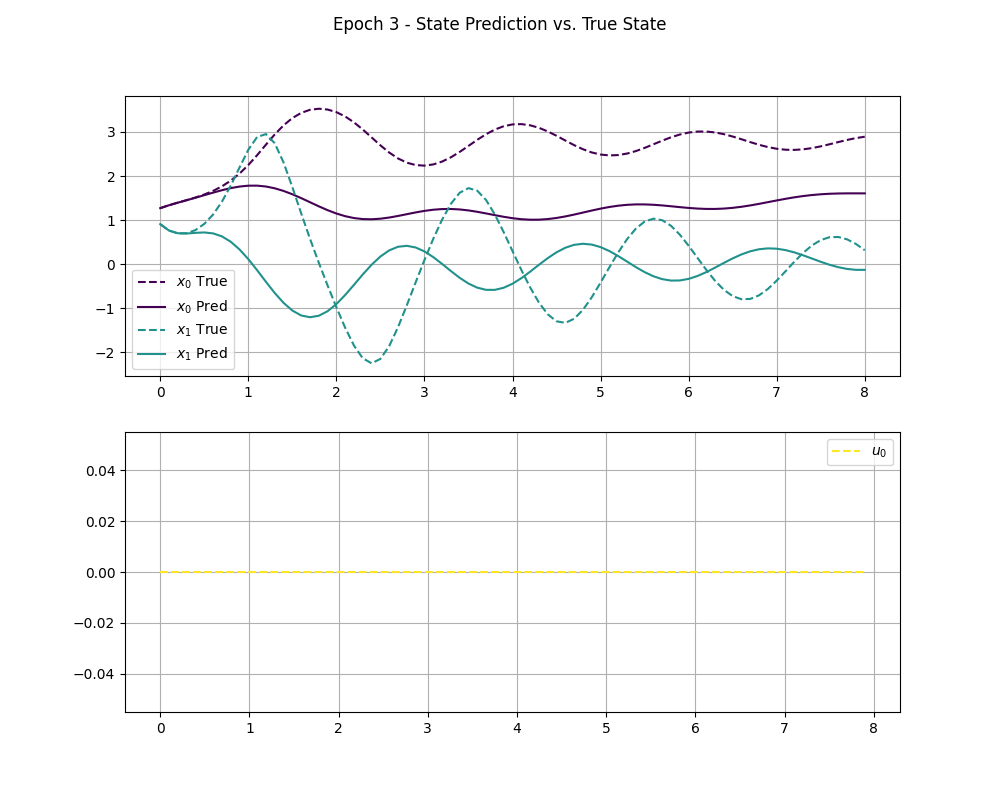 Epoch 3 - State Prediction vs. True State
3
2
1
0
−1
−2
x₀ True
x₀ Pred
x₁ True
x₁ Pred
0 1 2 3 4 5 6 7 8
0.04
0.02
0.00
−0.02
−0.04
u₀
0 1 2 3 4 5 6 7 8